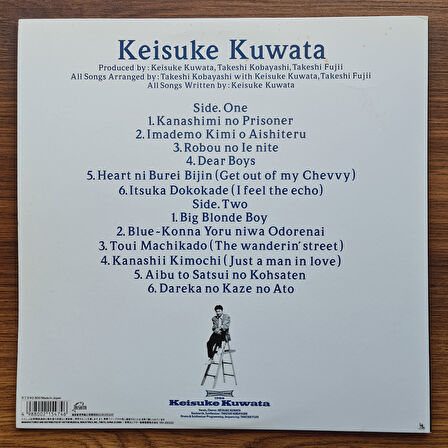 Keisuke Kuwata
Produced by: Keisuke Kuwata, Takeshi Kobayashi, Takeshi Fujii
All Songs Arranged by: Takeshi Kobayashi with Keisuke Kuwata, Takeshi Fujii
All Songs Written by: Keisuke Kuwata
Side. One
1. Kanashimi no Prisoner
2. Imademo Kimi o Aishiteru
3. Robou no Ie nite
4. Dear Boys
5. Heart ni Burei Bijin (Get out of my Chevvy)
6. Itsuka Dokokade (I feel the echo)
Side. Two
1. Big Blonde Boy
2. Blue-Konna Yoru niwa Odorenai
3. Toui Machikado (The wanderin' street)
4. Kanashii Kimochi (Just a man in love)
5. Aibu to Satsui no Kohsaten
6. Dareka no Kaze no Ato
Keisuke Kuwata
4 988002 154746